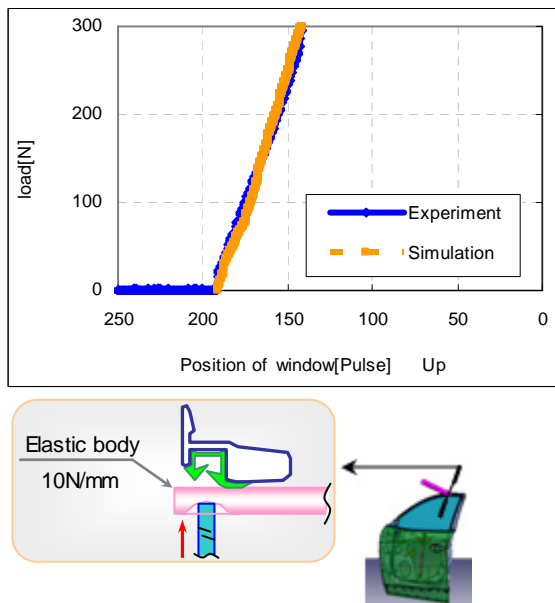 300
200
100
0
load[N]
Experiment
Simulation
250 200 150 100 50 0
Position of window[Pulse] Up
Elastic body
10N/mm